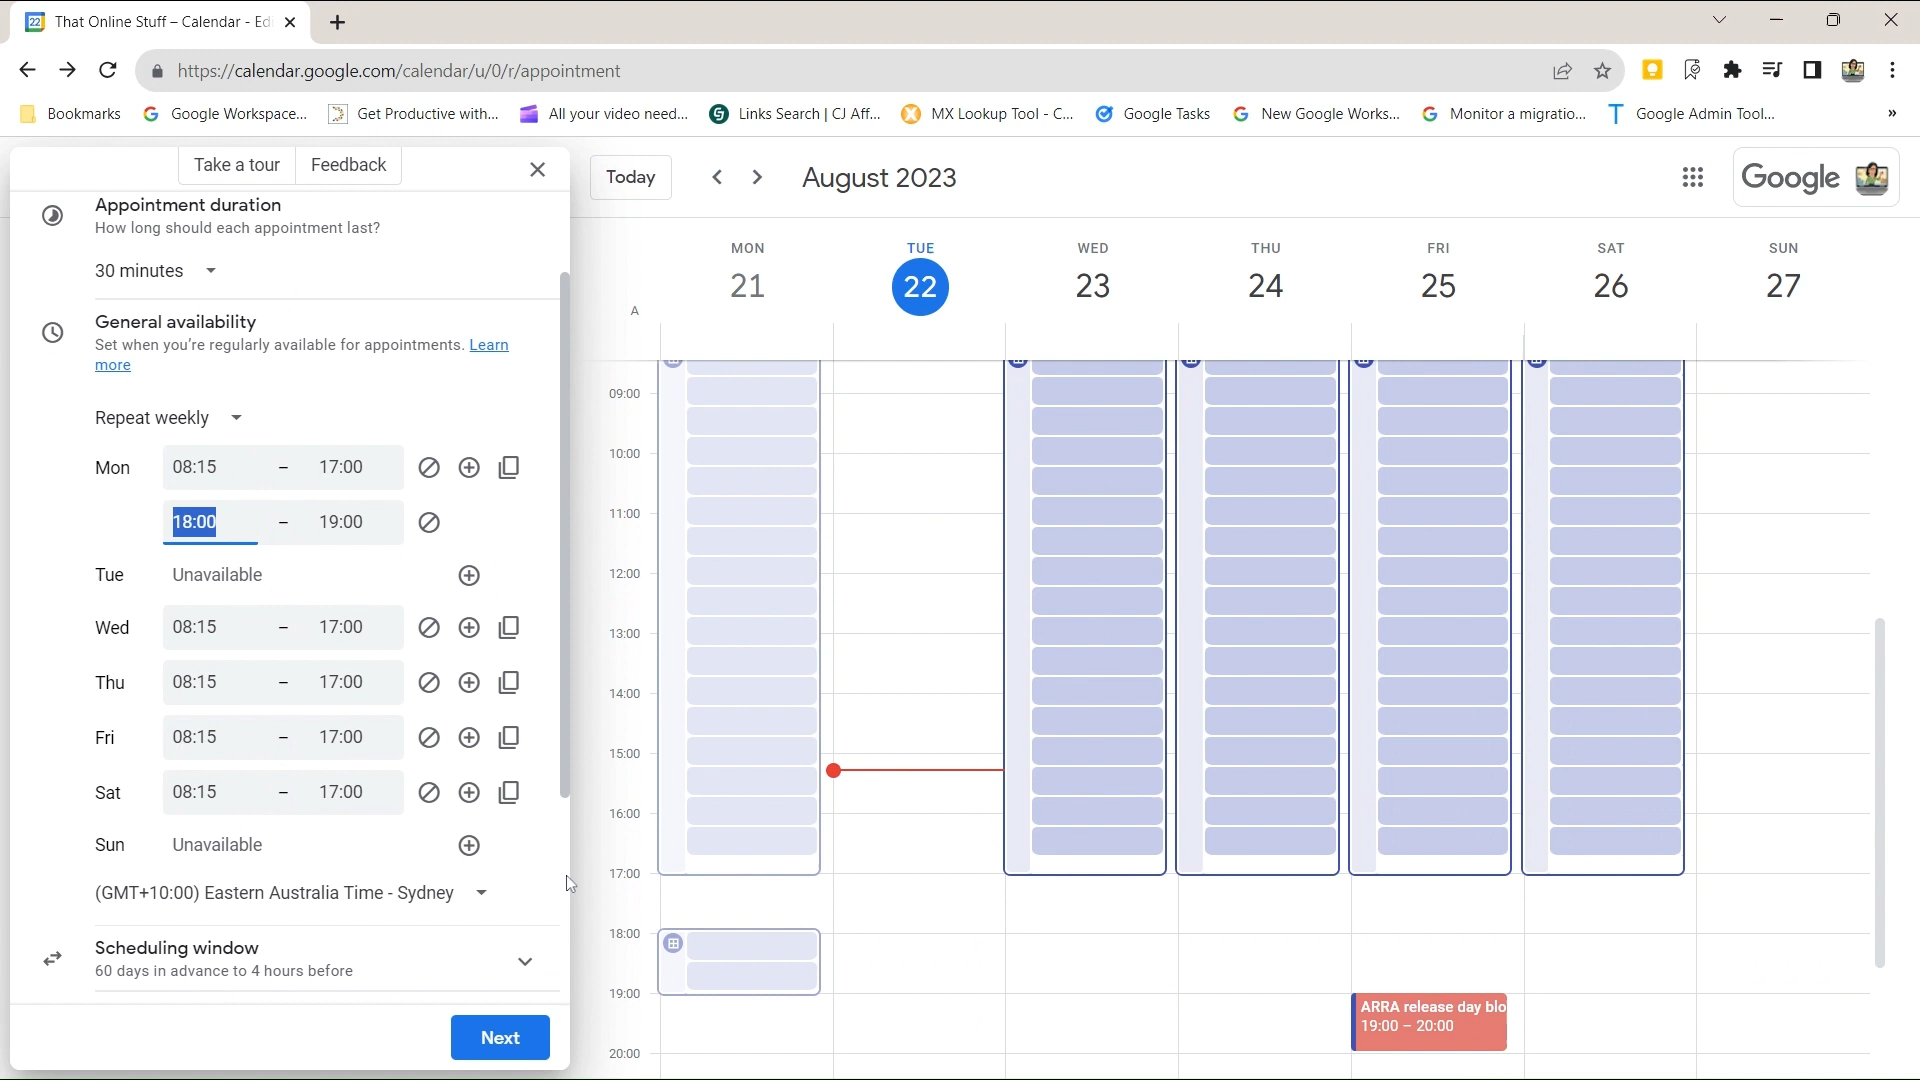 22
That Online Stuff – Calendar - Ed
https://calendar.google.com/calendar/u/0/r/appointment
Bookmarks
Google Workspace...
Get Productive with...
All your video need...
Links Search | CJ Aff...
MX Lookup Tool - C...
Google Tasks
New Google Works...
Monitor a migratio...
Google Admin Tool...
»
Take a tour
Feedback
Appointment duration
How long should each appointment last?
30 minutes
General availability
Set when you're regularly available for appointments. Learn
more
Repeat weekly
Mon 08:15 – 17:00
18:00 – 19:00
Tue Unavailable
Wed 08:15 – 17:00
Thu 08:15 – 17:00
Fri 08:15 – 17:00
Sat 08:15 – 17:00
Sun Unavailable
(GMT+10:00) Eastern Australia Time - Sydney
Scheduling window
60 days in advance to 4 hours before
Next
Today
August 2023
Google
MON TUE WED THU FRI SAT SUN
21 22 23 24 25 26 27
A
09:00
10:00
11:00
12:00
13:00
14:00
15:00
16:00
17:00
18:00
19:00
20:00
ARRA release day blo
19:00 – 20:00